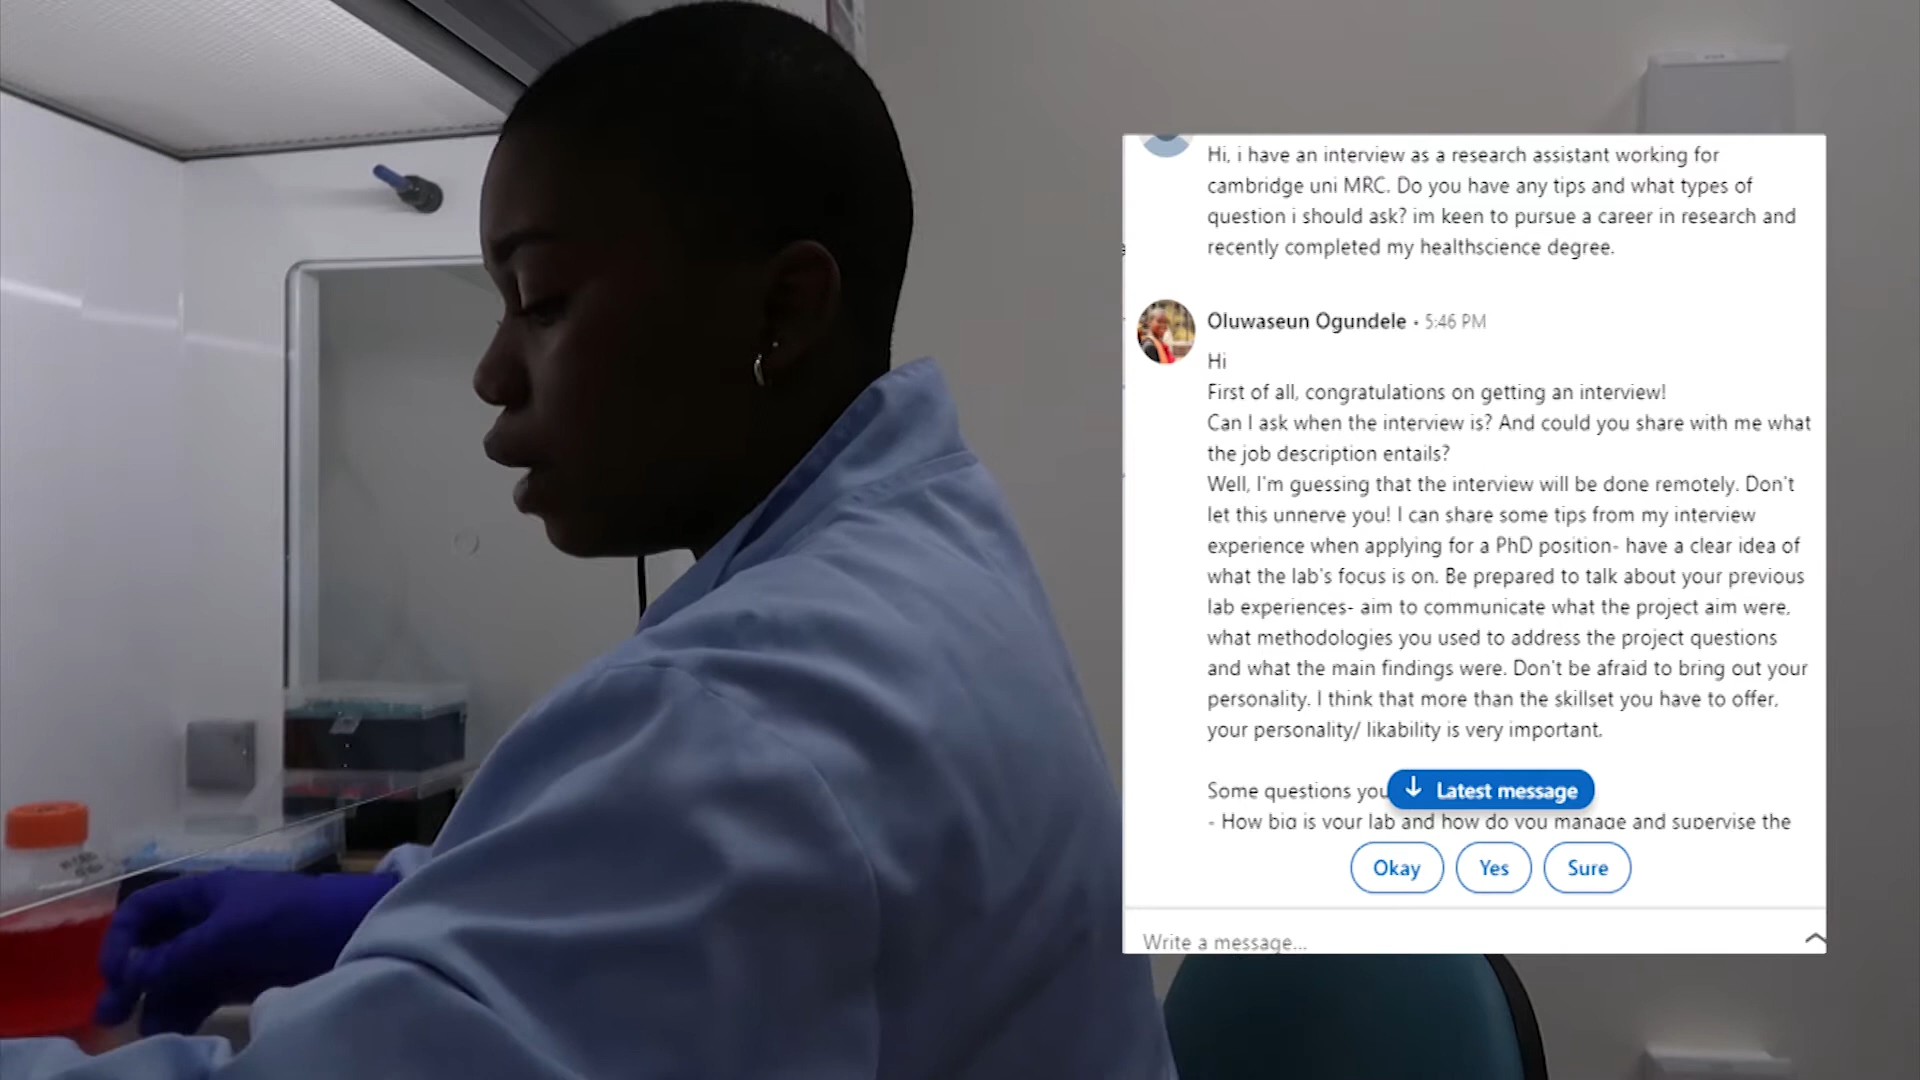 Hi, i have an interview as a research assistant working for
cambridge uni MRC. Do you have any tips and what types of
question i should ask? im keen to pursue a career in research and
recently completed my healthscience degree.
Oluwaseun Ogundele • 5:46 PM
Hi
First of all, congratulations on getting an interview!
Can I ask when the interview is? And could you share with me what
the job description entails?
Well, I'm guessing that the interview will be done remotely. Don't
let this unnerve you! I can share some tips from my interview
experience when applying for a PhD position- have a clear idea of
what the lab's focus is on. Be prepared to talk about your previous
lab experiences- aim to communicate what the project aim were,
what methodologies you used to address the project questions
and what the main findings were. Don't be afraid to bring out your
personality. I think that more than the skillset you have to offer,
your personality/ likability is very important.
Some questions you
↓ Latest message
- How big is your lab and how do you manage and supervise the
Okay Yes Sure
Write a message...